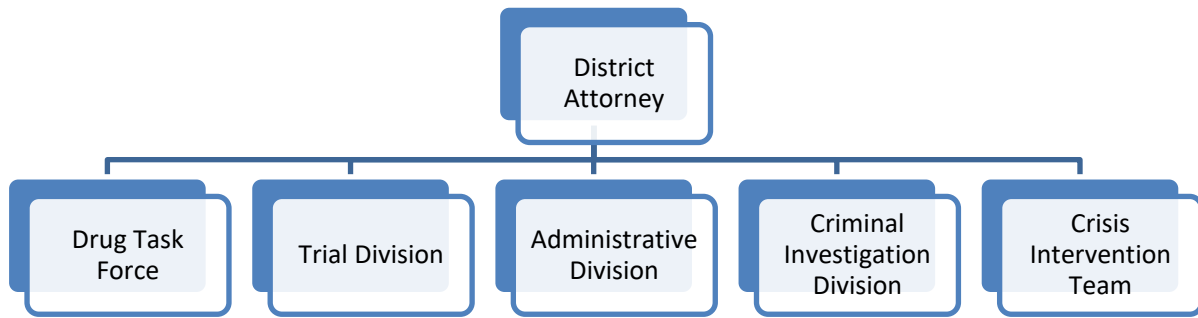 District
Attorney
Drug Task
Force
Trial Division
Administrative
Division
Criminal
Investigation
Division
Crisis
Intervention
Team